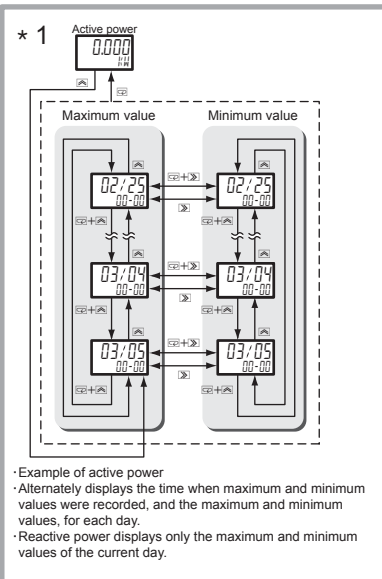 * 1
Active power
0.000
Maximum value
Minimum value
02/25
00-00
02/25
00-00
+
+
+
03/04
00-00
03/04
00-00
+
+
+
03/05
00-00
03/05
00-00
+
+
+
·Example of active power
·Alternately displays the time when maximum and minimum
values were recorded, and the maximum and minimum
values, for each day.
·Reactive power displays only the maximum and minimum
values of the current day.